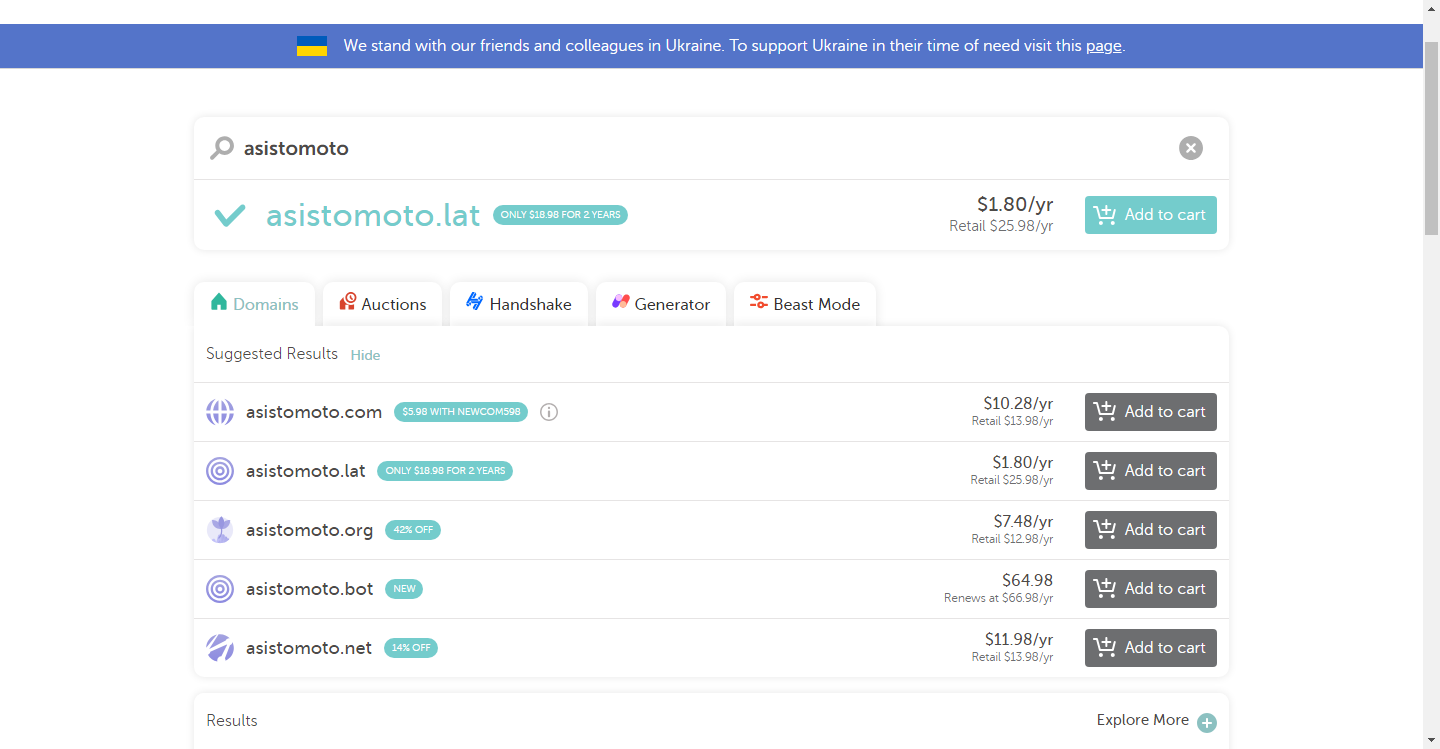 We stand with our friends and colleagues in Ukraine. To support Ukraine in their time of need visit this page.
asistomoto
asistomoto.lat ONLY $18.98 FOR 2 YEARS $1.80/yr Add to cart
Retail $25.98/yr
Domains Auctions Handshake Generator Beast Mode
Suggested Results Hide
asistomoto.com $5.98 WITH NEWCOM598 $10.28/yr Add to cart
Retail $13.98/yr
asistomoto.lat ONLY $18.98 FOR 2 YEARS $1.80/yr Add to cart
Retail $25.98/yr
asistomoto.org 42% OFF $7.48/yr Add to cart
Retail $12.98/yr
asistomoto.bot NEW $64.98 Add to cart
Renews at $66.98/yr
asistomoto.net 14% OFF $11.98/yr Add to cart
Retail $13.98/yr
Results Explore More